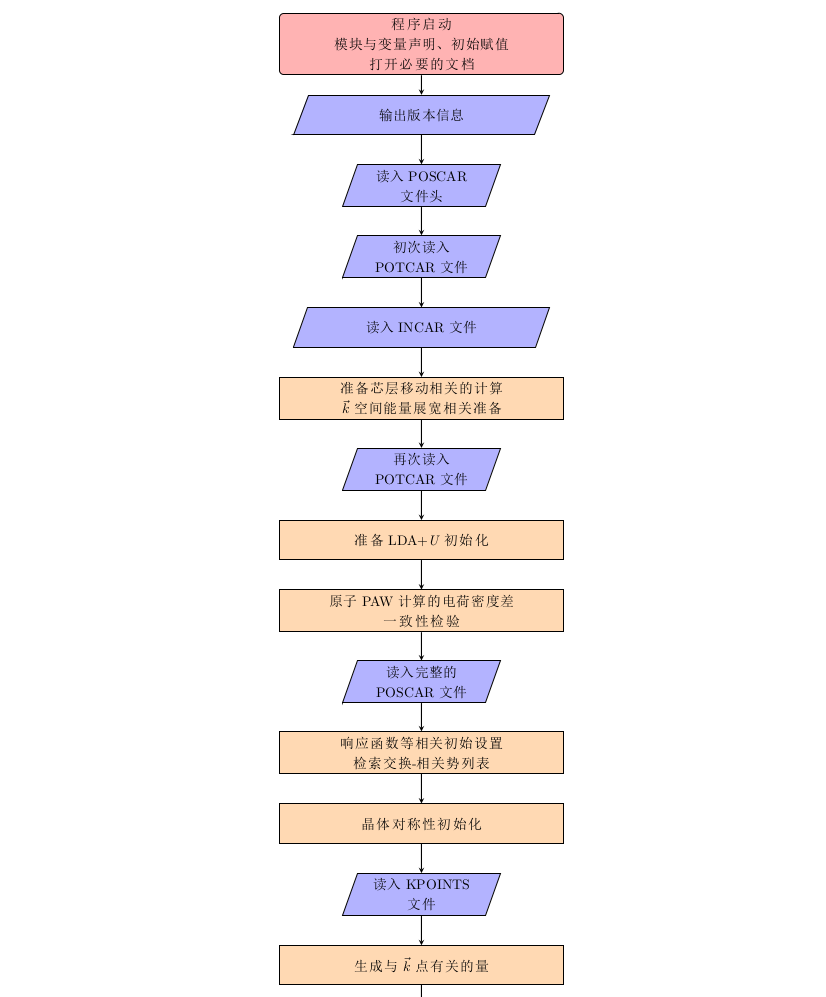 程序启动
模块与变量声明、初始赋值
打开必要的文档
输出版本信息
读入 POSCAR
文件头
初次读入
POTCAR 文件
读入 INCAR 文件
准备芯层移动相关的计算
k⃗ 空间能量展宽相关准备
再次读入
POTCAR 文件
准备 LDA+U 初始化
原子 PAW 计算的电荷密度差
一致性检验
读入完整的
POSCAR 文件
响应函数等相关初始设置
检索交换-相关势列表
晶体对称性初始化
读入 KPOINTS
文件
生成与 k⃗ 点有关的量